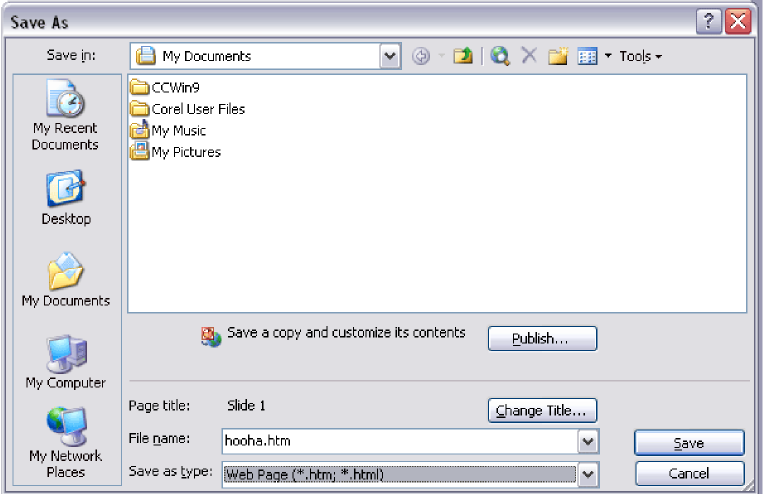 Save As
Save in:
My Documents
Tools
CCWin9
Corel User Files
My Music
My Pictures
My Recent
Documents
Desktop
My Documents
My Computer
My Network
Places
Save a copy and customize its contents
Publish...
Page title:
Slide 1
Change Title...
File name:
hooha.htm
Save
Save as type:
Web Page (*.htm; *.html)
Cancel